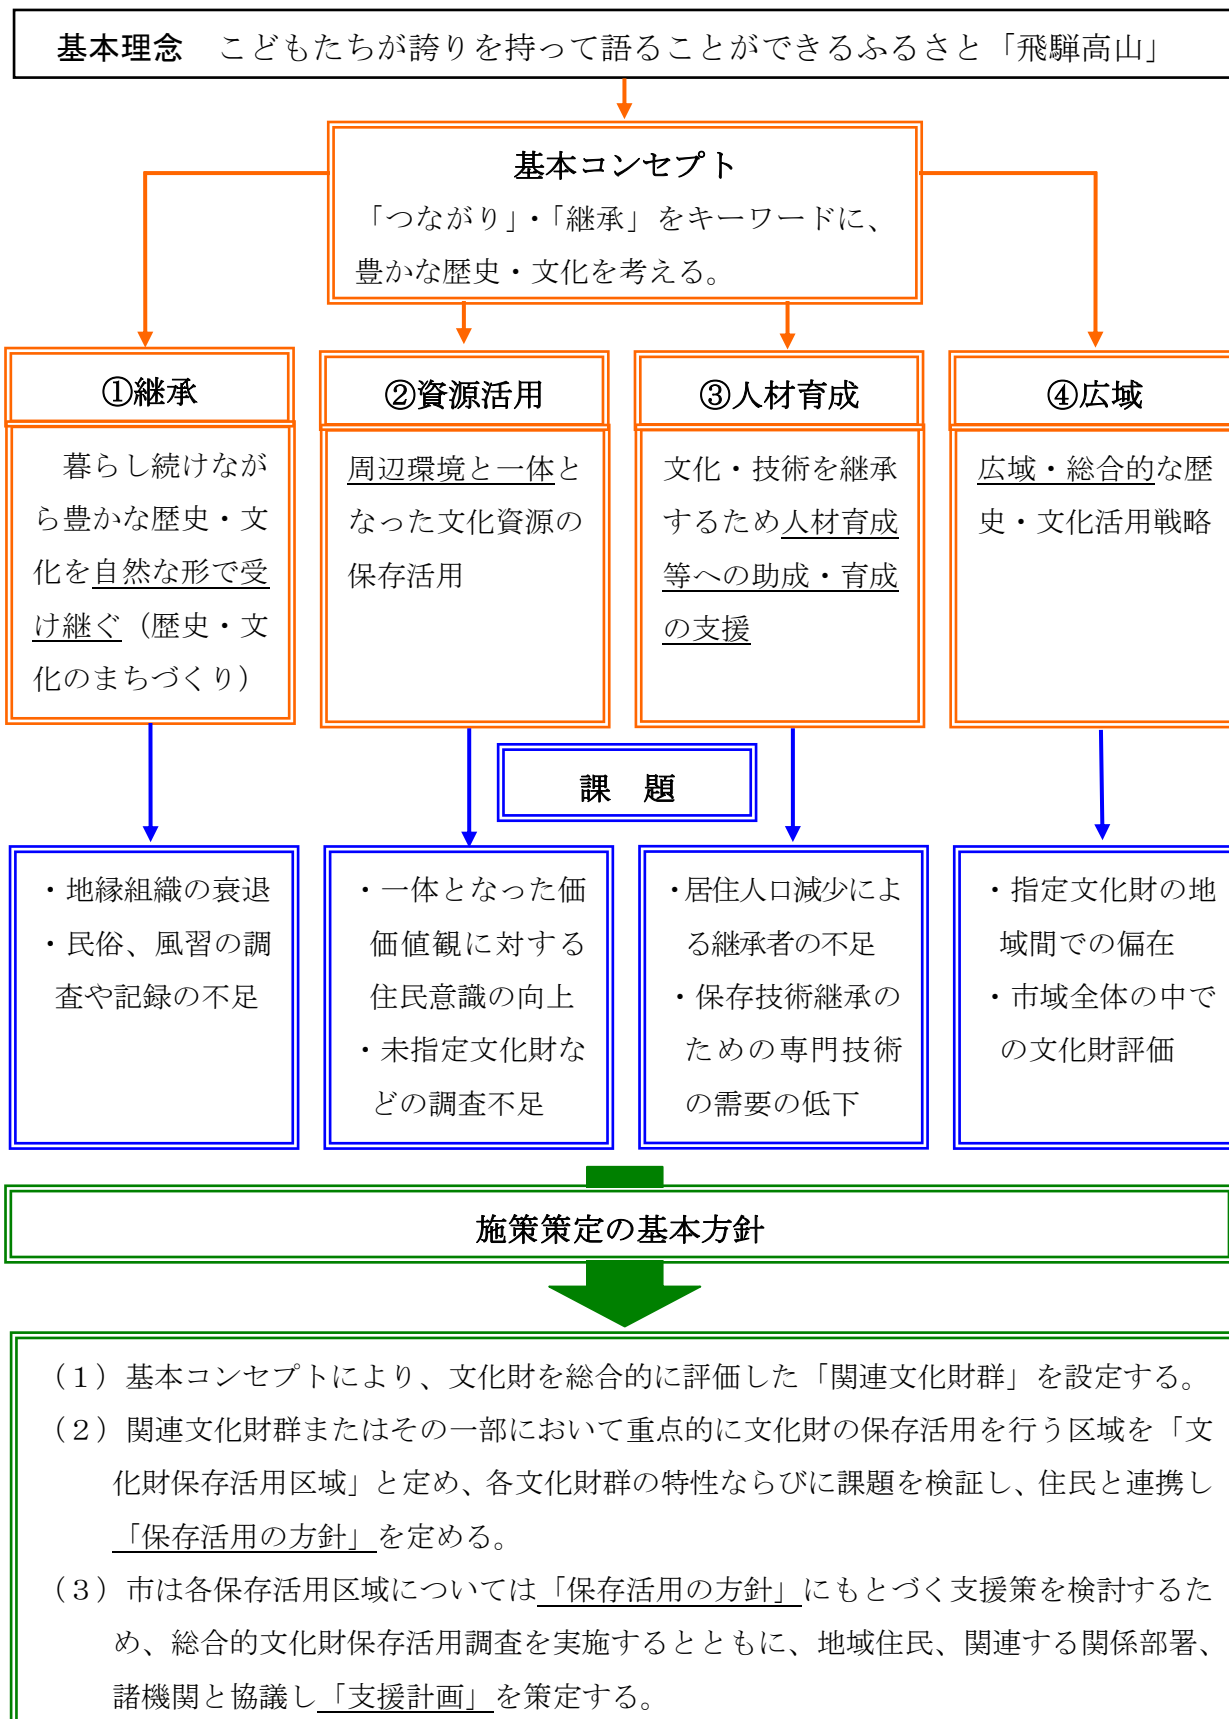 基本理念　こどもたちが誇りを持って語ることができるふるさと「飛騨高山」
基本コンセプト
「つながり」・「継承」をキーワードに、
豊かな歴史・文化を考える。
①継承
暮らし続けなが
ら豊かな歴史・文
化を自然な形で受
け継ぐ（歴史・文
化のまちづくり）
②資源活用
周辺環境と一体と
なった文化資源の
保存活用
③人材育成
文化・技術を継承
するため人材育成
等への助成・育成
の支援
④広域
広域・総合的な歴
史・文化活用戦略
課　題
・地縁組織の衰退
・民俗、風習の調
査や記録の不足
・一体となった価
価値観に対する
住民意識の向上
・未指定文化財な
どの調査不足
・居住人口減少によ
る継承者の不足
・保存技術継承の
ための専門技術
の需要の低下
・指定文化財の地
域間での偏在
・市域全体の中で
の文化財評価
施策策定の基本方針
（１）基本コンセプトにより、文化財を総合的に評価した「関連文化財群」を設定する。
（２）関連文化財群またはその一部において重点的に文化財の保存活用を行う区域を「文
化財保存活用区域」と定め、各文化財群の特性ならびに課題を検証し、住民と連携し
「保存活用の方針」を定める。
（３）市は各保存活用区域については「保存活用の方針」にもとづく支援策を検討するた
め、総合的文化財保存活用調査を実施するとともに、地域住民、関連する関係部署、
諸機関と協議し「支援計画」を策定する。